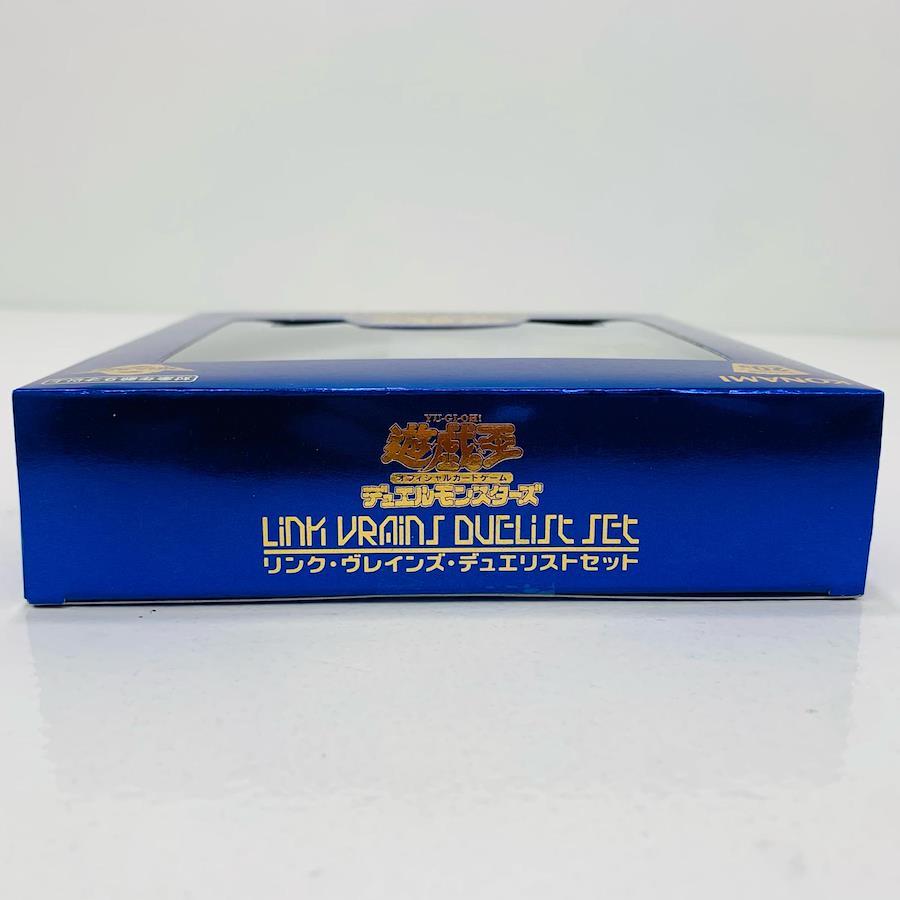 KONAMI
YU-GI-OH!
遊戯王
オフィシャルカードゲーム
デュエルモンスターズ
LINK VRAINS DUELIST SET
リンク・ヴレインズ・デュエリストセット